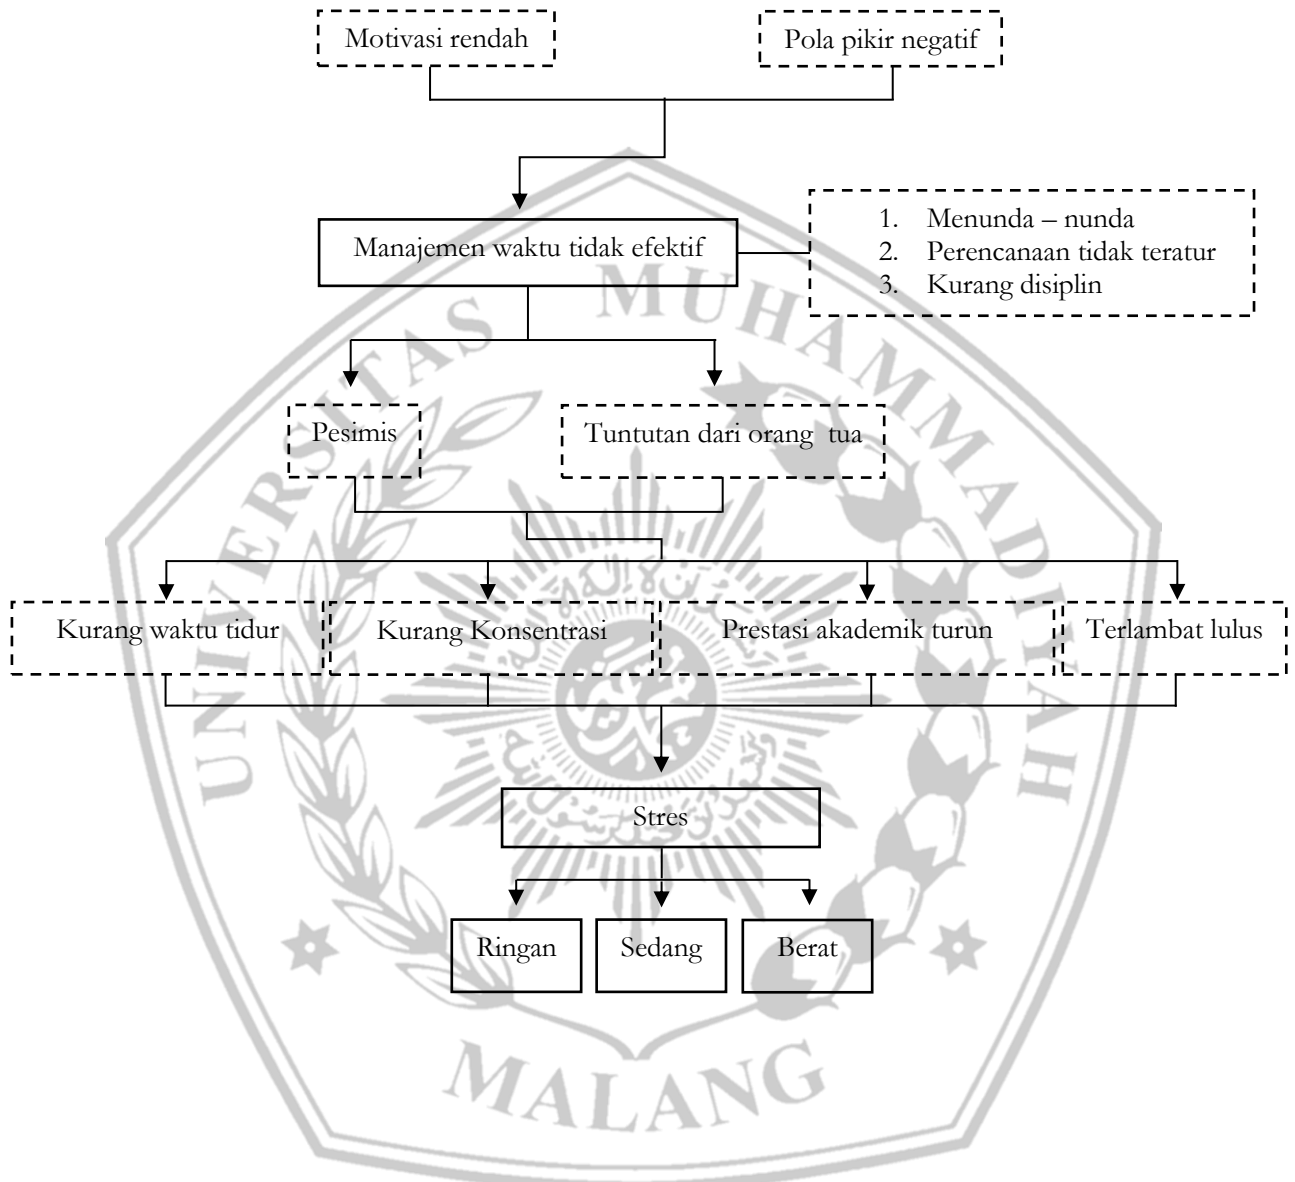 Motivasi rendah
Pola pikir negatif
Manajemen waktu tidak efektif
1. Menunda – nunda
2. Perencanaan tidak teratur
3. Kurang disiplin
Pesimis
Tuntutan dari orang tua
Kurang waktu tidur
Kurang Konsentrasi
Prestasi akademik turun
Terlambat lulus
Stres
Ringan
Sedang
Berat
UNIVERSITAS MUHAMMADIYAH
MALANG